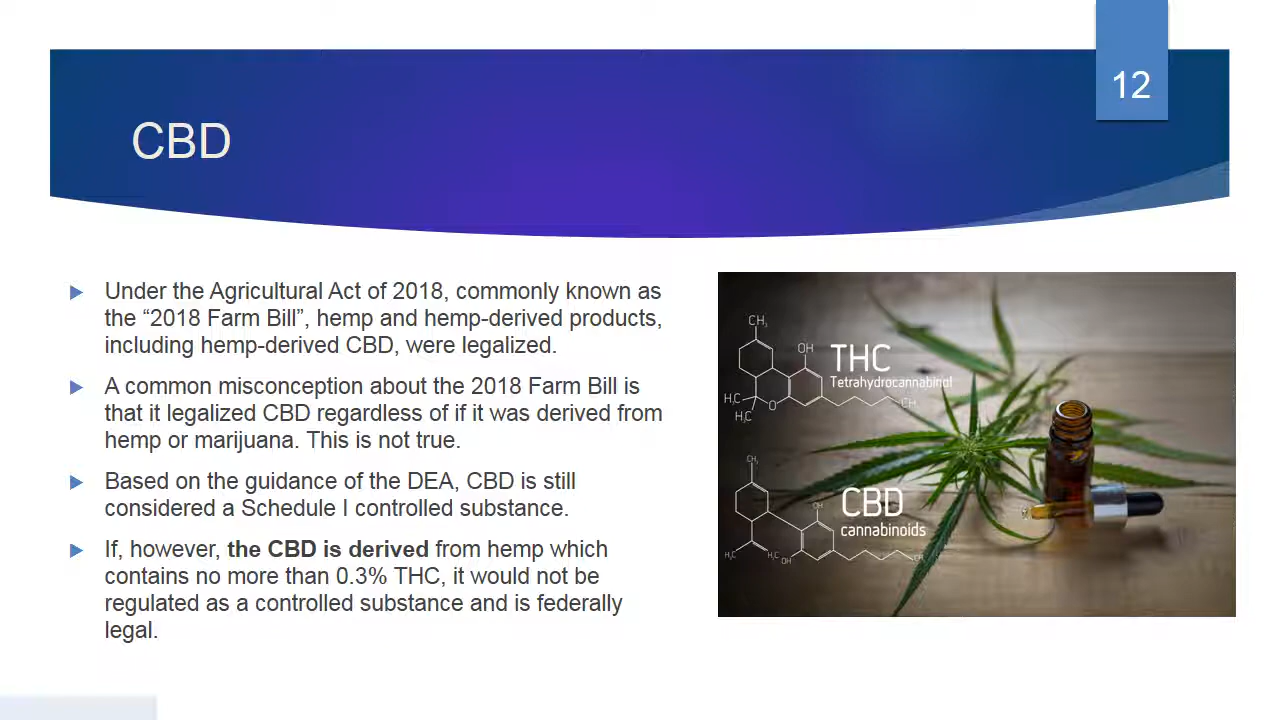 12
CBD
Under the Agricultural Act of 2018, commonly known as
the “2018 Farm Bill”, hemp and hemp-derived products,
including hemp-derived CBD, were legalized.
A common misconception about the 2018 Farm Bill is
that it legalized CBD regardless of if it was derived from
hemp or marijuana. This is not true.
Based on the guidance of the DEA, CBD is still
considered a Schedule I controlled substance.
If, however, the CBD is derived from hemp which
contains no more than 0.3% THC, it would not be
regulated as a controlled substance and is federally
legal.
CH₃
OH
THC
Tetrahydrocannabinol
H₃C
O
CH
H₃C
CH₃
CBD
OH
cannabinoids
H₃C
H₃C
OH